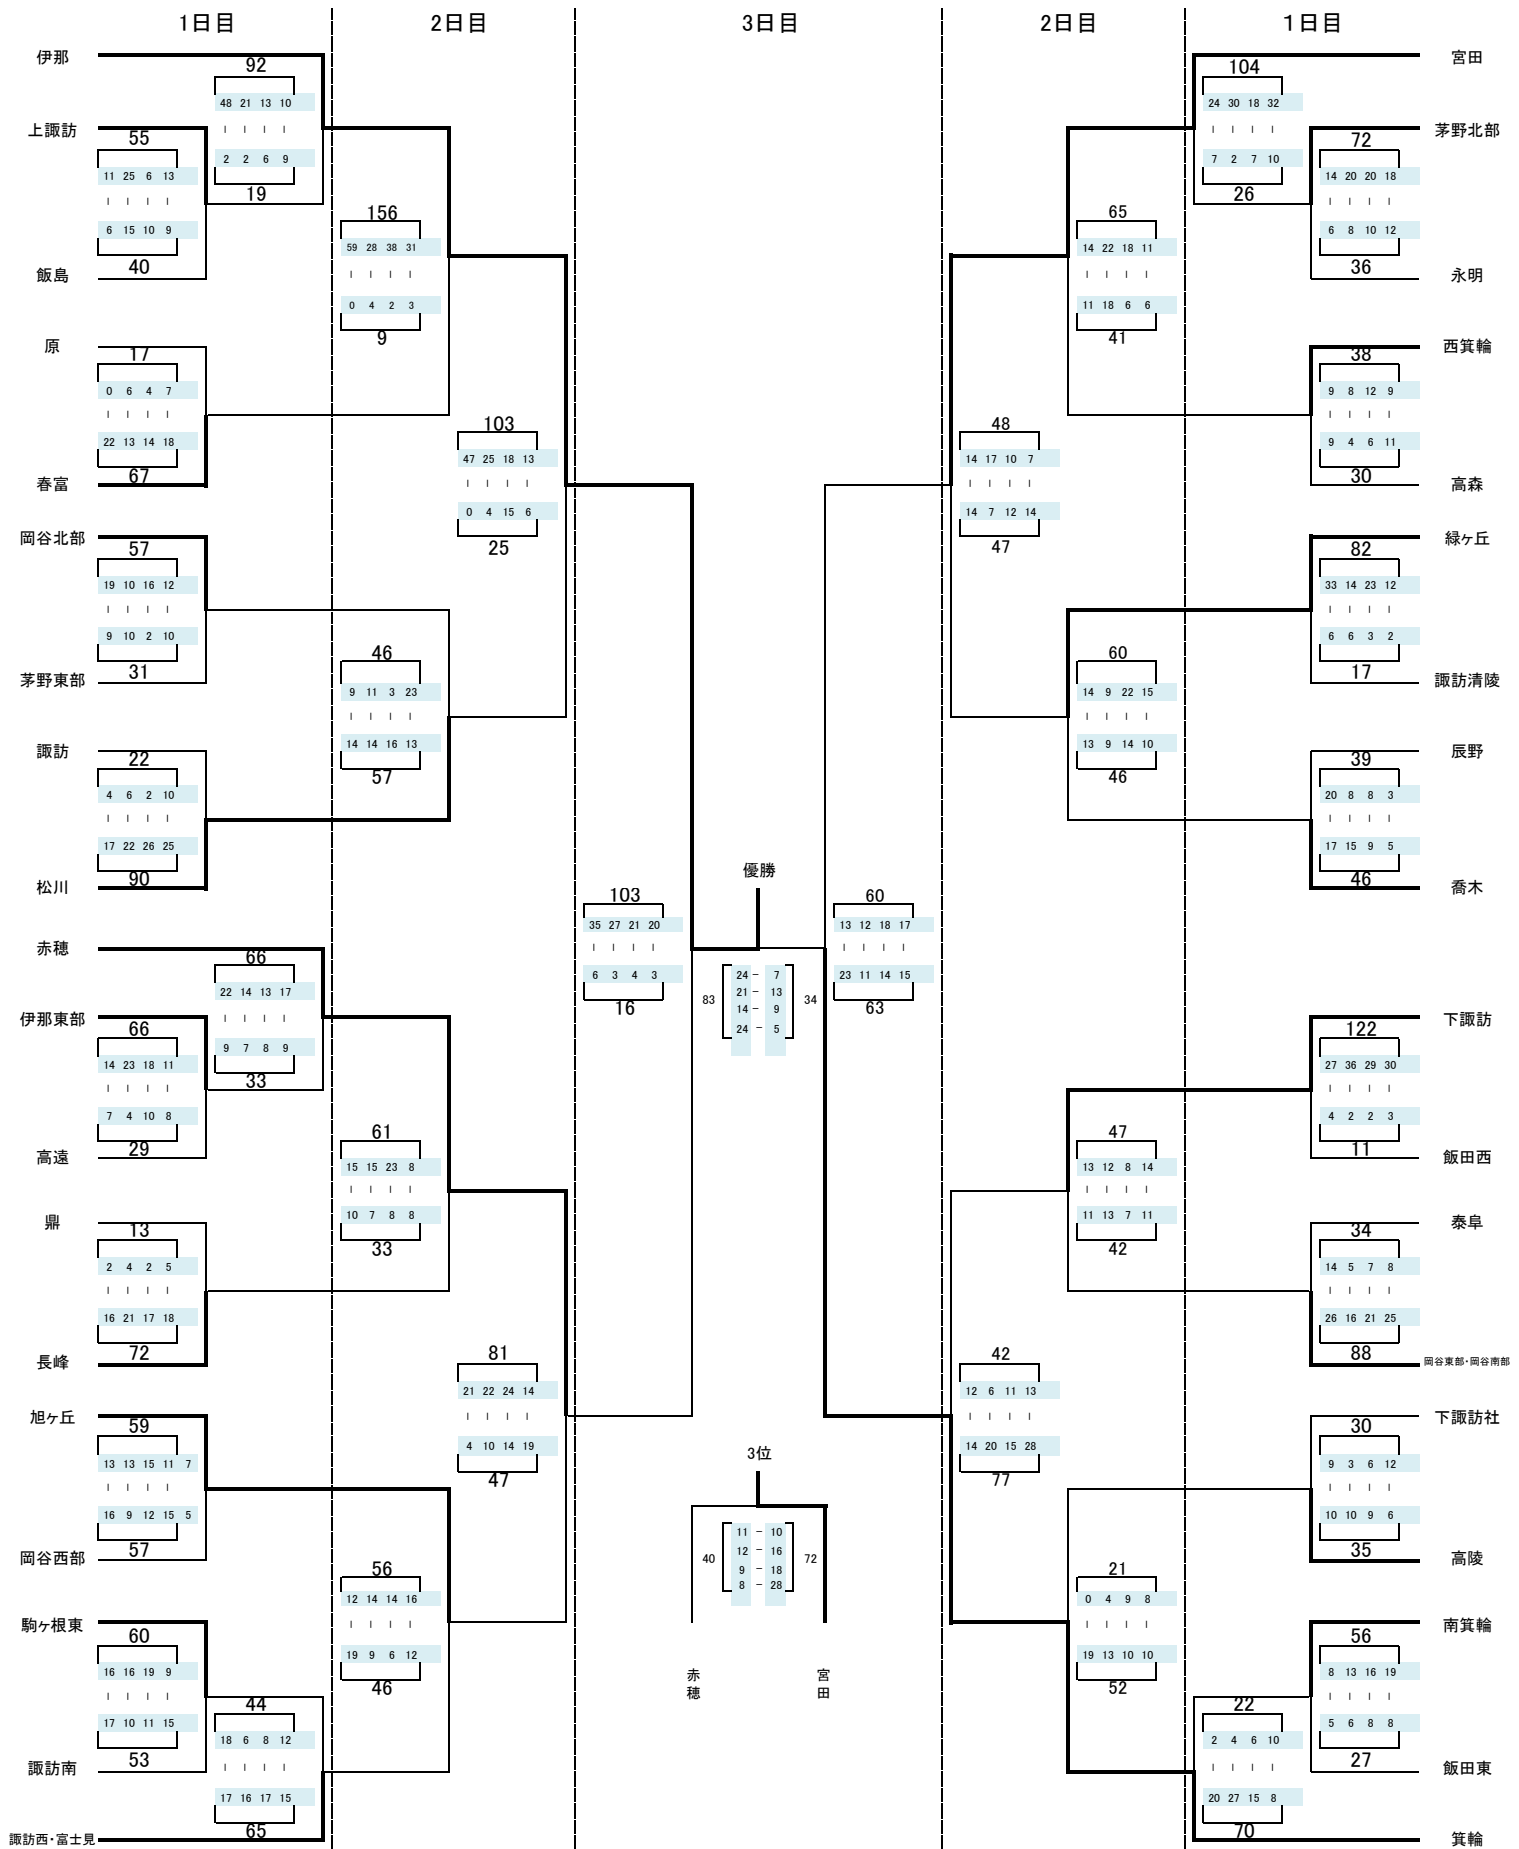 1日目 2日目 3日目 2日目 1日目
伊那
92
48 21 13 10
2 2 6 9
19
上諏訪
55
11 25 6 13
6 15 10 9
40
飯島
156
59 28 38 31
0 4 2 3
9
原
17
0 6 4 7
22 13 14 18
67
春富
103
47 25 18 13
0 4 15 6
25
岡谷北部
57
19 10 16 12
9 10 2 10
31
茅野東部
46
9 11 3 23
14 14 16 13
57
諏訪
22
4 6 2 10
17 22 26 25
90
松川
赤穂
66
22 14 13 17
9 7 8 9
33
伊那東部
66
14 23 18 11
7 4 10 8
29
高遠
61
15 15 23 8
10 7 8 8
33
鼎
13
2 4 2 5
16 21 17 18
72
長峰
81
21 22 24 14
4 10 14 19
47
旭ヶ丘
59
13 13 15 11 7
16 9 12 15 5
57
岡谷西部
56
12 14 14 16
19 9 6 12
46
駒ヶ根東
60
16 16 19 9
17 10 11 15
53
諏訪南
44
18 6 8 12
17 16 17 15
65
諏訪西・富士見
103
35 27 21 20
6 3 4 3
16
優勝
83
24 - 7
21 - 13
14 - 9
24 - 5
34
60
13 12 18 17
23 11 14 15
63
3位
40
11 - 10
12 - 16
9 - 18
8 - 28
72
赤穂
宮田
宮田
104
24 30 18 32
7 2 7 10
26
茅野北部
72
14 20 20 18
6 8 10 12
36
永明
65
14 22 18 11
11 18 6 6
41
西箕輪
38
9 8 12 9
9 4 6 11
30
高森
48
14 17 10 7
14 7 12 14
47
緑ヶ丘
82
33 14 23 12
6 6 3 2
17
諏訪清陵
60
14 9 22 15
13 9 14 10
46
辰野
39
20 8 8 3
17 15 9 5
46
喬木
下諏訪
122
27 36 29 30
4 2 2 3
11
飯田西
47
13 12 8 14
11 13 7 11
42
泰阜
34
14 5 7 8
26 16 21 25
88
岡谷東部・岡谷南部
42
12 6 11 13
14 20 15 28
77
下諏訪社
30
9 3 6 12
10 10 9 6
35
高陵
21
0 4 9 8
19 13 10 10
52
南箕輪
56
8 13 16 19
5 6 8 8
27
飯田東
22
2 4 6 10
20 27 15 8
70
箕輪